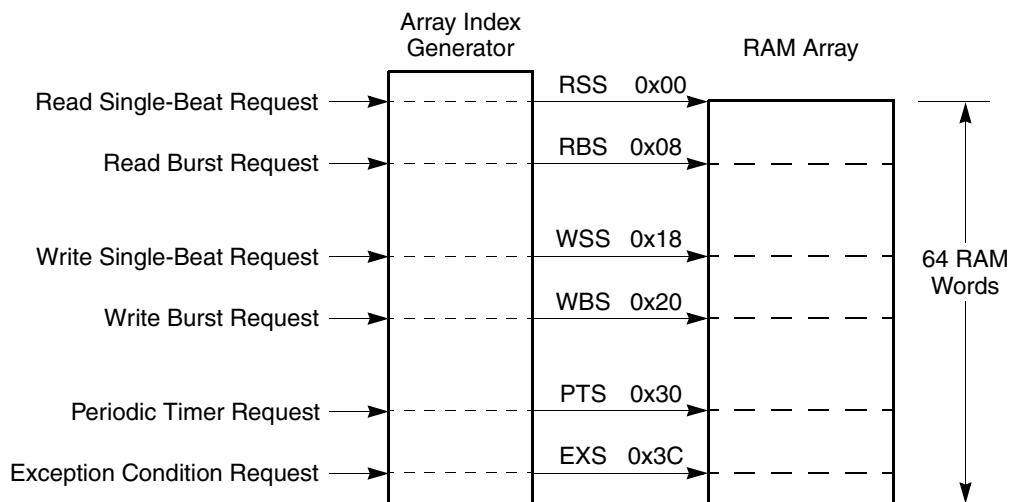 Array Index
Generator
RAM Array
Read Single-Beat Request
RSS 0x00
Read Burst Request
RBS 0x08
Write Single-Beat Request
WSS 0x18
64 RAM
Words
Write Burst Request
WBS 0x20
Periodic Timer Request
PTS 0x30
Exception Condition Request
EXS 0x3C